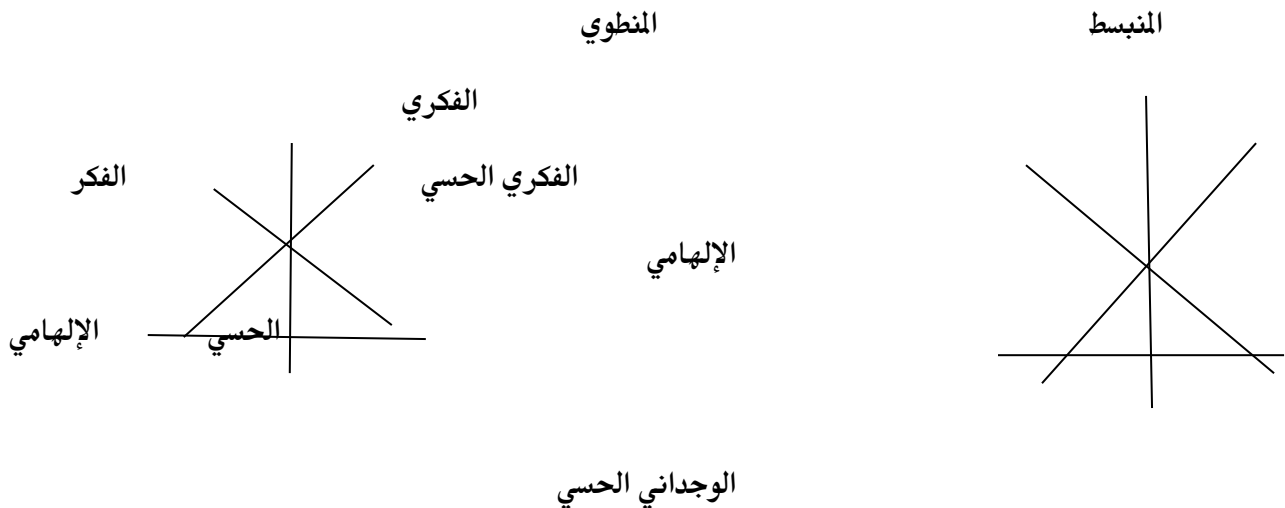 المنبسط المنطوي
الفكري
الفكري الحسي الفكر
الإلهامي
الحسي الإلهامي
الوجداني الحسي